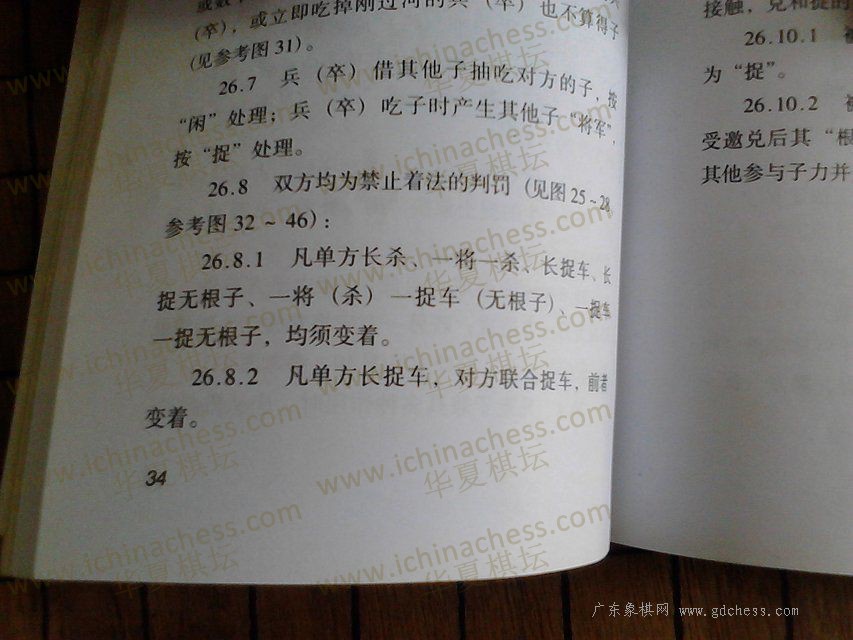 (卒)，或立即吃掉刚过河的兵（卒）也不算得子
（见参考图 31）。
26.7 兵（卒）借其他子抽吃对方的子，按
“闲”处理；兵（卒）吃子时产生其他子“将军”，
按“捉”处理。
26.8 双方均为禁止着法的判罚（见图 25～28，
参考图 32 ～ 46）：
26.8.1 凡单方长杀、一将一杀、长捉车、长
捉无根子、一将（杀）一捉车（无根子）、一捉车
一捉无根子，均须变着。
26.8.2 凡单方长捉车，对方联合捉车，前者
变着。
34
接触，兑和捉的
26.10.1
为“捉”。
26.10.2
受邀兑后其“根
其他参与子力并
www.ichinachess.com
华夏棋坛
广东象棋网 www.gdchess.com